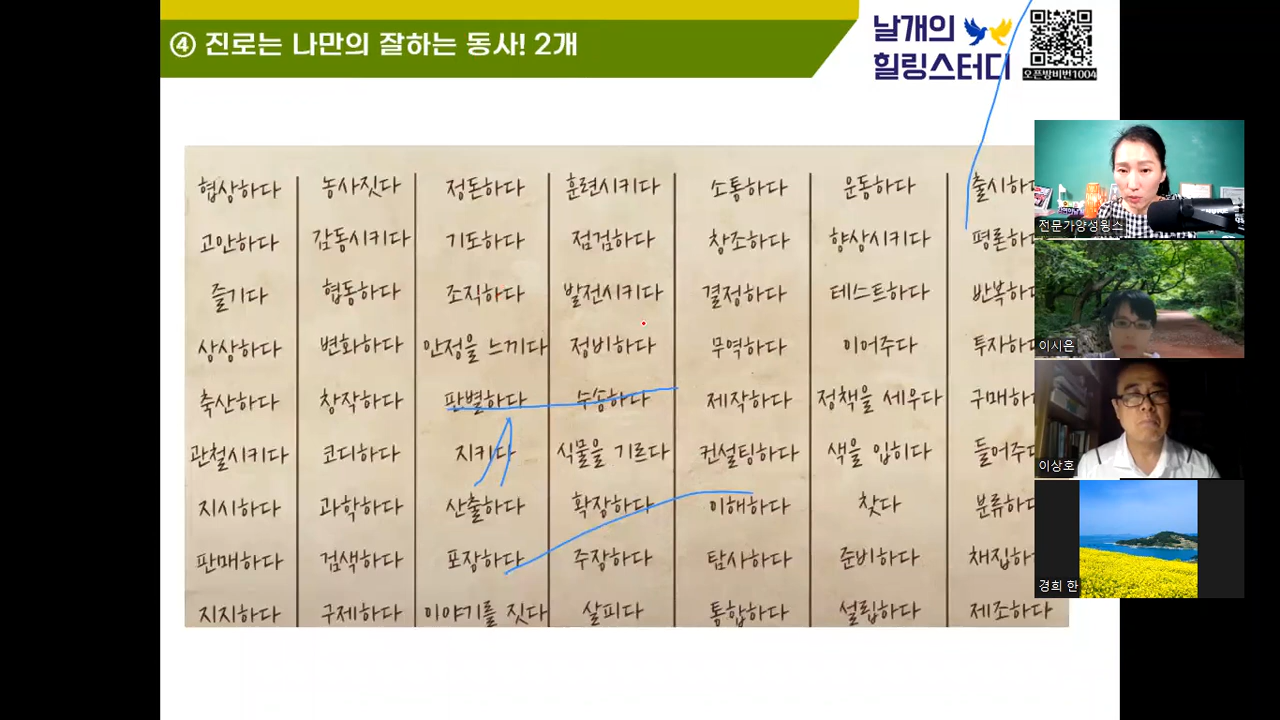 ④ 진로는 나만의 잘하는 동사! 2개
날개의
힐링스터디
오픈방비번1004
협상하다 농사짓다 정돈하다 훈련시키다 소통하다 운동하다 출시하
고안하다 감동시키다 기도하다 점검하다 창조하다 향상시키다 평론하
즐기다 협동하다 조직하다 발전시키다 결정하다 테스트하다 반복하
상상하다 변화하다 안정을 느끼다 정비하다 무역하다 이어주다 투자하
축산하다 창작하다 판별하다 수송하다 제작하다 정책을 세우다 구매하
관철시키다 코디하다 지키다 식물을 기르다 컨설팅하다 색을 입히다 들어주
지시하다 과학하다 산출하다 확장하다 이해하다 찾다 분류하
판매하다 검색하다 포장하다 주장하다 탐사하다 준비하다 채집하
지지하다 구제하다 이야기를 짓다 살피다 통합하다 설립하다 제조하다
전문가양성윙스
이시은
이상호
경희 한